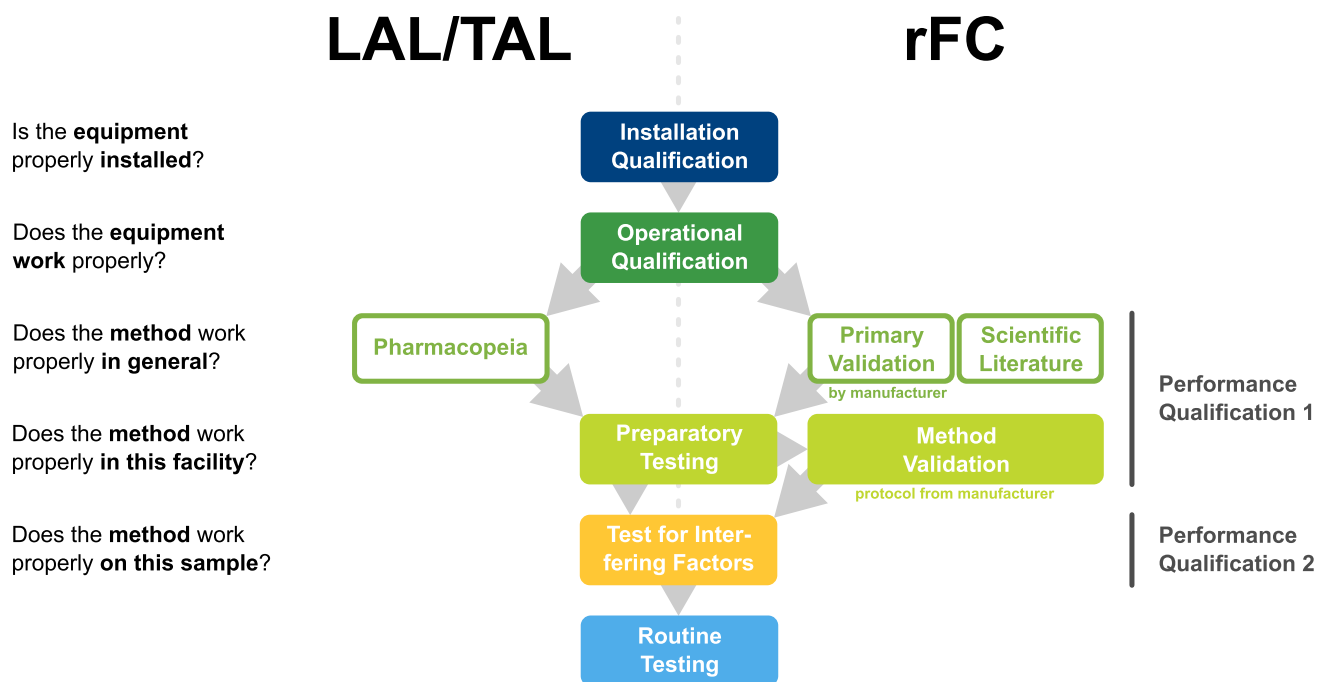 LAL/TAL
rFC
Is the equipment
properly installed?
Installation
Qualification
Does the equipment
work properly?
Operational
Qualification
Does the method work
properly in general?
Pharmacopeia
Primary
Validation
by manufacturer
Scientific
Literature
Performance
Qualification 1
Does the method work
properly in this facility?
Preparatory
Testing
Method
Validation
protocol from manufacturer
Does the method work
properly on this sample?
Test for Inter-
fering Factors
Performance
Qualification 2
Routine
Testing